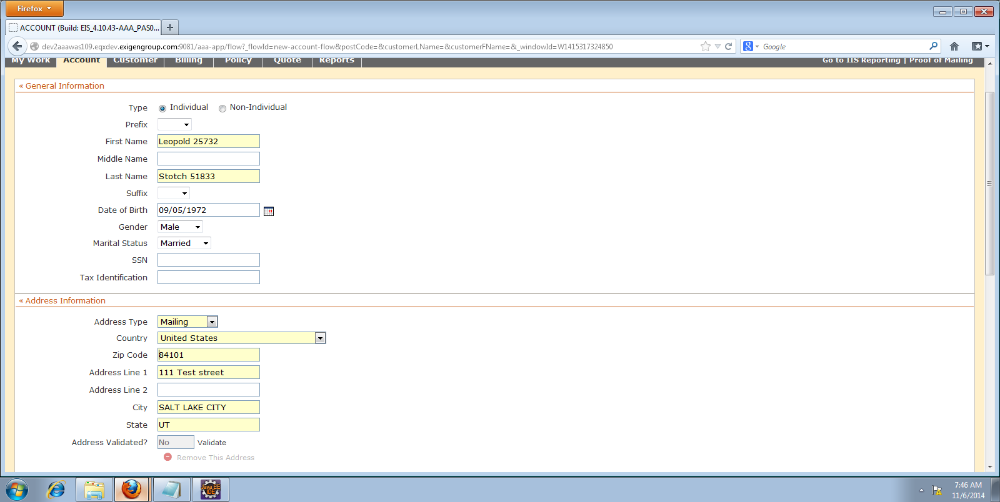 Firefox
ACCOUNT (Build: EIS_4.10.43-AAA_PAS0...
dev2aaawas109.eqxdev.exigengroup.com:9081/aaa-app/flow?_flowId=new-account-flow&postCode=&customerLName=&customerFName=&_windowId=W1415317324850
Google
My Work Account Customer Billing Policy Quote Reports Go to IIS Reporting | Proof of Mailing
« General Information
Type Individual Non-Individual
Prefix
First Name Leopold 25732
Middle Name
Last Name Stotch 51833
Suffix
Date of Birth 09/05/1972
Gender Male
Marital Status Married
SSN
Tax Identification
« Address Information
Address Type Mailing
Country United States
Zip Code 84101
Address Line 1 111 Test street
Address Line 2
City SALT LAKE CITY
State UT
Address Validated? No Validate
Remove This Address
Java EE
IDE
7:46 AM
11/6/2014